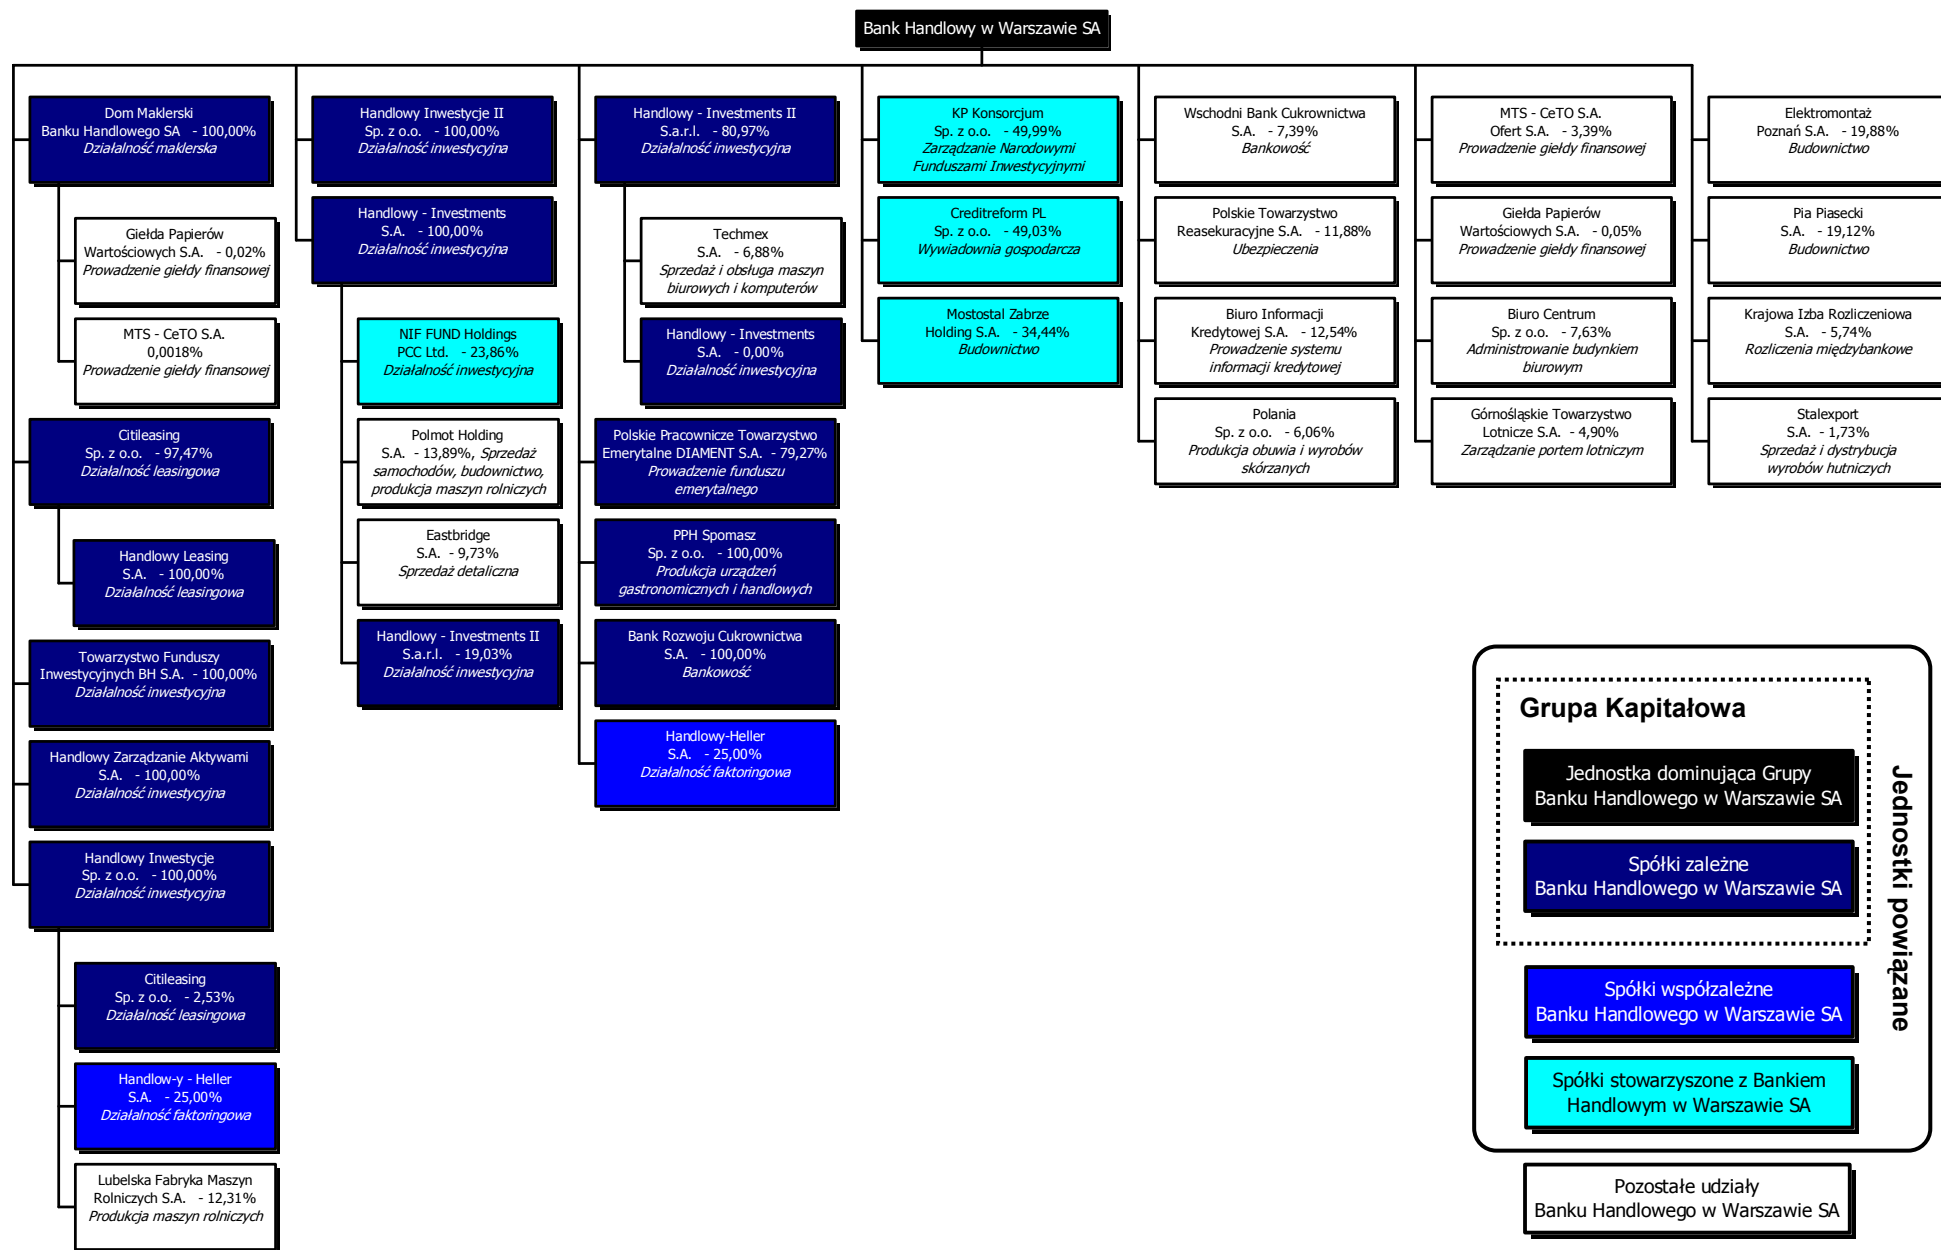 Bank Handlowy w Warszawie SA
Dom Maklerski
Banku Handlowego SA - 100,00%
Działalność maklerska
Giełda Papierów
Wartościowych S.A. - 0,02%
Prowadzenie giełdy finansowej
MTS - CeTO S.A.
0,0018%
Prowadzenie giełdy finansowej
Citileasing
Sp. z o.o. - 97,47%
Działalność leasingowa
Handlowy Leasing
S.A. - 100,00%
Działalność leasingowa
Towarzystwo Funduszy
Inwestycyjnych BH S.A. - 100,00%
Działalność inwestycyjna
Handlowy Zarządzanie Aktywami
S.A. - 100,00%
Działalność inwestycyjna
Handlowy Inwestycje
Sp. z o.o. - 100,00%
Działalność inwestycyjna
Citileasing
Sp. z o.o. - 2,53%
Działalność leasingowa
Handlow-y - Heller
S.A. - 25,00%
Działalność faktoringowa
Lubelska Fabryka Maszyn
Rolniczych S.A. - 12,31%
Produkcja maszyn rolniczych
Handlowy Inwestycje II
Sp. z o.o. - 100,00%
Działalność inwestycyjna
Handlowy - Investments
S.A. - 100,00%
Działalność inwestycyjna
NIF FUND Holdings
PCC Ltd. - 23,86%
Działalność inwestycyjna
Polmot Holding
S.A. - 13,89%, Sprzedaż
samochodów, budownictwo,
produkcja maszyn rolniczych
Eastbridge
S.A. - 9,73%
Sprzedaż detaliczna
Handlowy - Investments II
S.a.r.l. - 19,03%
Działalność inwestycyjna
Handlowy - Investments II
S.a.r.l. - 80,97%
Działalność inwestycyjna
Techmex
S.A. - 6,88%
Sprzedaż i obsługa maszyn
biurowych i komputerów
Handlowy - Investments
S.A. - 0,00%
Działalność inwestycyjna
Polskie Pracownicze Towarzystwo
Emerytalne DIAMENT S.A. - 79,27%
Prowadzenie funduszu
emerytalnego
PPH Spomasz
Sp. z o.o. - 100,00%
Produkcja urządzeń
gastronomicznych i handlowych
Bank Rozwoju Cukrownictwa
S.A. - 100,00%
Bankowość
Handlowy-Heller
S.A. - 25,00%
Działalność faktoringowa
KP Konsorcjum
Sp. z o.o. - 49,99%
Zarządzanie Narodowymi
Funduszami Inwestycyjnymi
Creditreform PL
Sp. z o.o. - 49,03%
Wywiadownia gospodarcza
Mostostal Zabrze
Holding S.A. - 34,44%
Budownictwo
Wschodni Bank Cukrownictwa
S.A. - 7,39%
Bankowość
Polskie Towarzystwo
Reasekuracyjne S.A. - 11,88%
Ubezpieczenia
Biuro Informacji
Kredytowej S.A. - 12,54%
Prowadzenie systemu
informacji kredytowej
Polania
Sp. z o.o. - 6,06%
Produkcja obuwia i wyrobów
skórzanych
MTS - CeTO S.A.
Ofert S.A. - 3,39%
Prowadzenie giełdy finansowej
Giełda Papierów
Wartościowych S.A. - 0,05%
Prowadzenie giełdy finansowej
Biuro Centrum
Sp. z o.o. - 7,63%
Administrowanie budynkiem
biurowym
Górnośląskie Towarzystwo
Lotnicze S.A. - 4,90%
Zarządzanie portem lotniczym
Elektromontaż
Poznań S.A. - 19,88%
Budownictwo
Pia Piasecki
S.A. - 19,12%
Budownictwo
Krajowa Izba Rozliczeniowa
S.A. - 5,74%
Rozliczenia międzybankowe
Stalexport
S.A. - 1,73%
Sprzedaż i dystrybucja
wyrobów hutniczych
Grupa Kapitałowa
Jednostka dominująca Grupy
Banku Handlowego w Warszawie SA
Spółki zależne
Banku Handlowego w Warszawie SA
Spółki współzależne
Banku Handlowego w Warszawie SA
Spółki stowarzyszone z Bankiem
Handlowym w Warszawie SA
Jednostki powiązane
Pozostałe udziały
Banku Handlowego w Warszawie SA